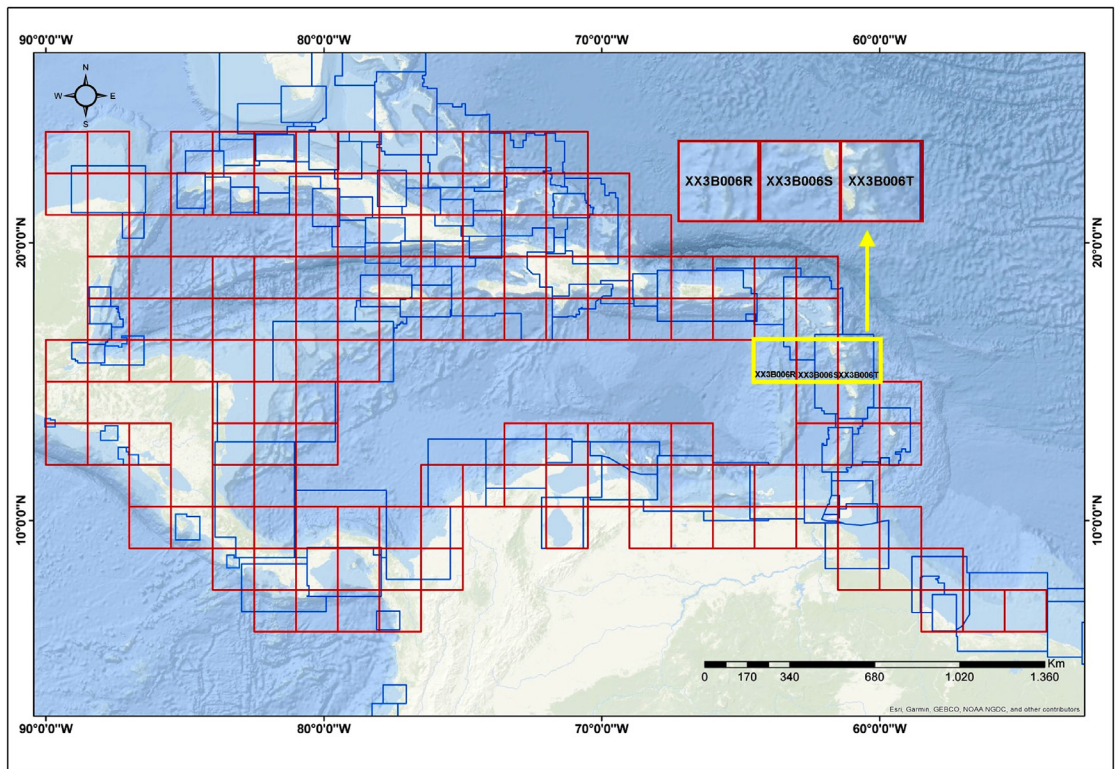 90°0'0"W 80°0'0"W 70°0'0"W 60°0'0"W
N
W E
S
XX3B006R XX3B006S XX3B006T
20°0'0"N 20°0'0"N
XX3B006R XX3B006S XX3B006T
10°0'0"N 10°0'0"N
Km
0 170 340 680 1.020 1.360
Esri, Garmin, GEBCO, NOAA NGDC, and other contributors
90°0'0"W 80°0'0"W 70°0'0"W 60°0'0"W